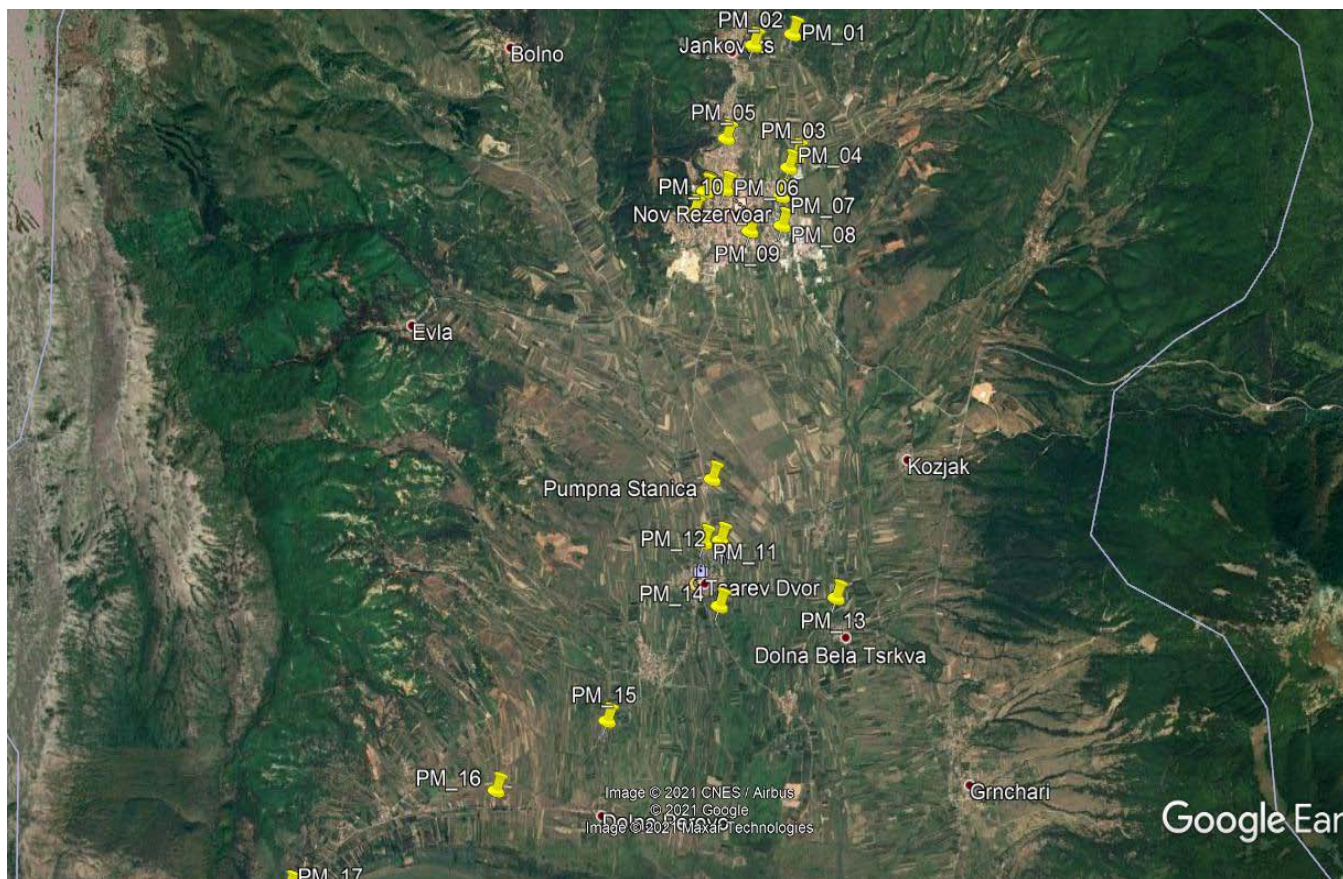 PM_02
PM_01
Jankovets
Bolno
PM_05
PM_03
PM_04
PM_10
PM_06
PM_07
Nov Rezervoar
PM_08
PM_09
Evla
Kozjak
Pumpna Stanica
PM_12
PM_11
Tsarev Dvor
PM_14
PM_13
Dolna Bela Tsrkva
PM_15
PM_16
Grnchari
Image © 2021 CNES / Airbus
© 2021 Google
Dolno
Image © 2021 Maxar Technologies
Google Ear
PM_17